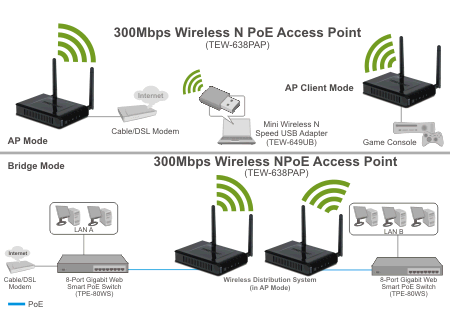 300Mbps Wireless N PoE Access Point
(TEW-638PAP)
AP Client Mode
Internet
Cable/DSL Modem
AP Mode
Mini Wireless N
Speed USB Adapter
(TEW-649UB)
Game Console
Bridge Mode
300Mbps Wireless NPoE Access Point
(TEW-638PAP)
LAN A
LAN B
Internet
Cable/DSL
Modem
8-Port Gigabit Web
Smart PoE Switch
(TPE-80WS)
Wireless Distribution System
(in AP Mode)
8-Port Gigabit Web
Smart PoE Switch
(TPE-80WS)
PoE